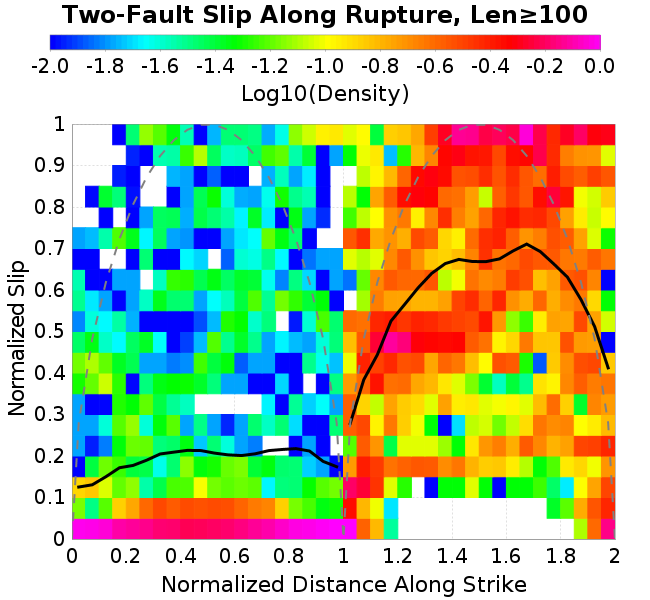 Two-Fault Slip Along Rupture, Len≥100
-2.0 -1.8 -1.6 -1.4 -1.2 -1.0 -0.8 -0.6 -0.4 -0.2 0.0
Log10(Density)
1
0.9
0.8
0.7
0.6
0.5
0.4
0.3
0.2
0.1
0
Normalized Slip
0 0.2 0.4 0.6 0.8 1 1.2 1.4 1.6 1.8 2
Normalized Distance Along Strike